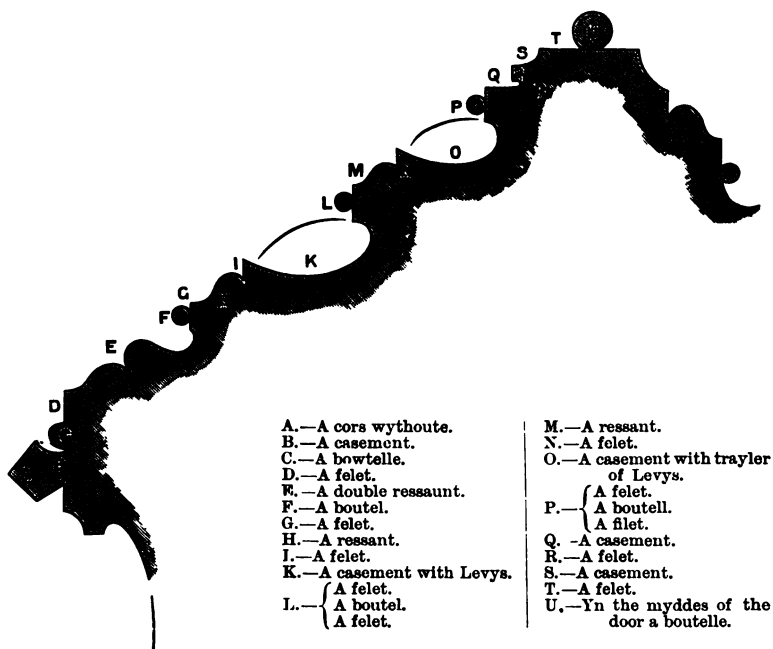 T
S
Q
P
O
M
L
I
K
G
F
E
D
A.—A cors wythoute.
B.—A casement.
C.—A bowtelle.
D.—A felet.
E.—A double ressaunt.
F.—A boutel.
G.—A felet.
H.—A ressant.
I.—A felet.
K.—A casement with Levys.
A felet.
L.—A boutel.
A felet.
M.—A ressant.
N.—A felet.
O.—A casement with trayler
of Levys.
A felet.
P.—A boutell.
A filet.
Q. -A casement.
R.—A felet.
S.—A casement.
T.—A felet.
U.—Yn the myddes of the
door a boutelle.